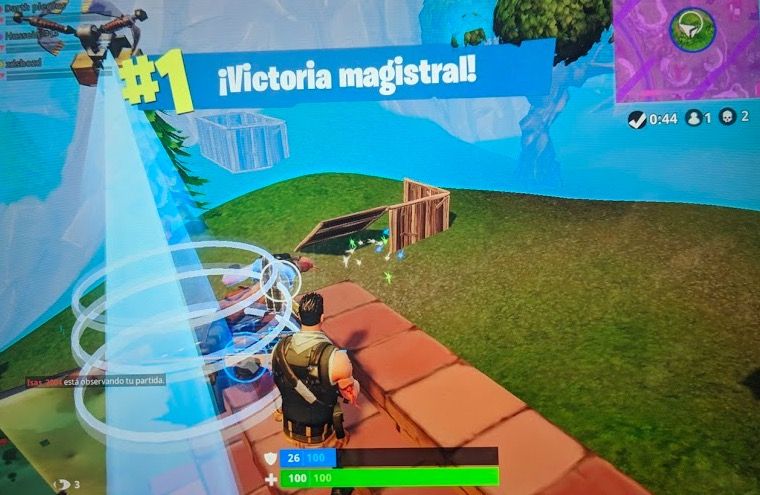 #1
¡Victoria magistral!
0:44 1 2
está observando tu partida.
26 100
100 100
3